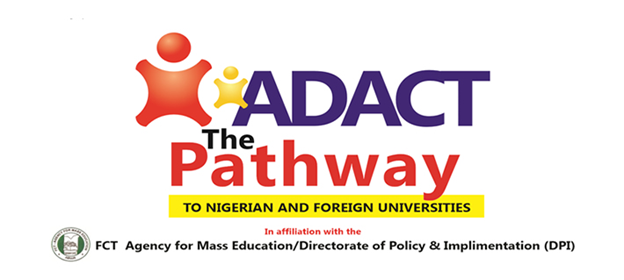 ADACT
The
Pathway
TO NIGERIAN AND FOREIGN UNIVERSITIES
In affiliation with the
FCT Agency for Mass Education/Directorate of Policy & Implimentation (DPI)